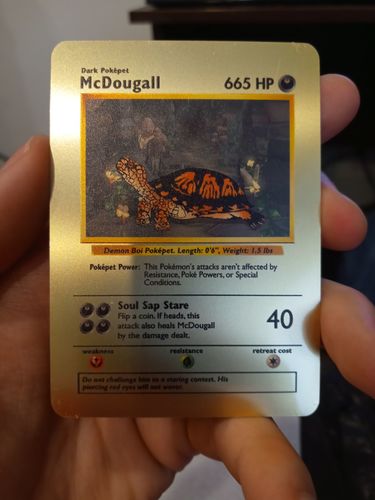 Dark Poképet
McDougall 665 HP
Demon Boi Poképet. Length: 0'6", Weight: 1.5 lbs
Poképet Power: This Pokémon's attacks aren't affected by
Resistance, Poké Powers, or Special
Conditions.
Soul Sap Stare
Flip a coin. If heads, this
attack also heals McDougall
by the damage dealt.
40
weakness resistance retreat cost
Do not challenge him to a staring contest. His
piercing red eyes will not waver.